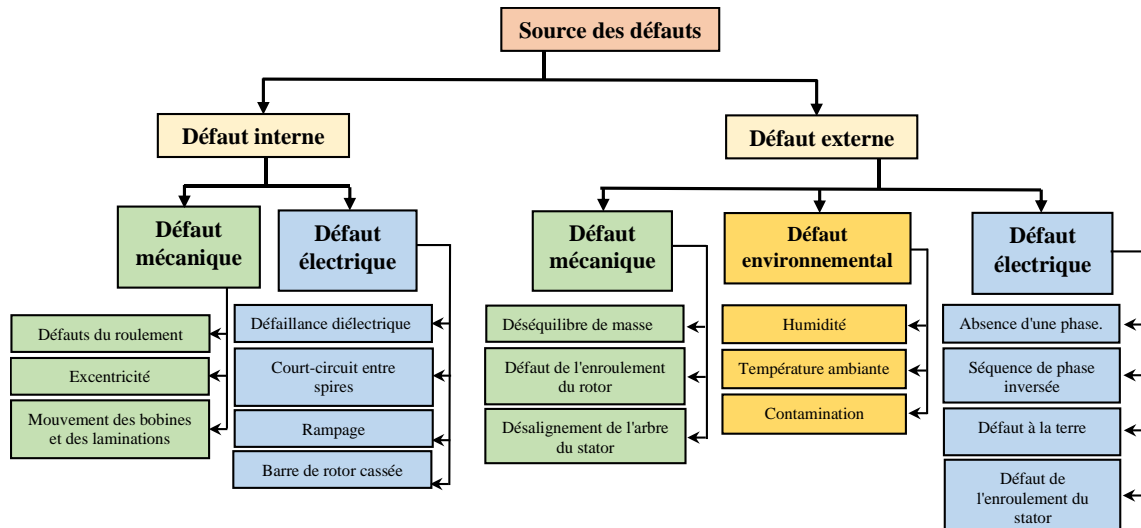 Source des défauts
Défaut interne
Défaut externe
Défaut
mécanique
Défaut
électrique
Défaut
mécanique
Défaut
environnemental
Défaut
électrique
Défauts du roulement
Excentricité
Mouvement des bobines
et des laminations
Défaillance diélectrique
Court-circuit entre
spires
Rampage
Barre de rotor cassée
Déséquilibre de masse
Défaut de l'enroulement
du rotor
Désalignement de l'arbre
du stator
Humidité
Température ambiante
Contamination
Absence d'une phase.
Séquence de phase
inversée
Défaut à la terre
Défaut de
l'enroulement du
stator